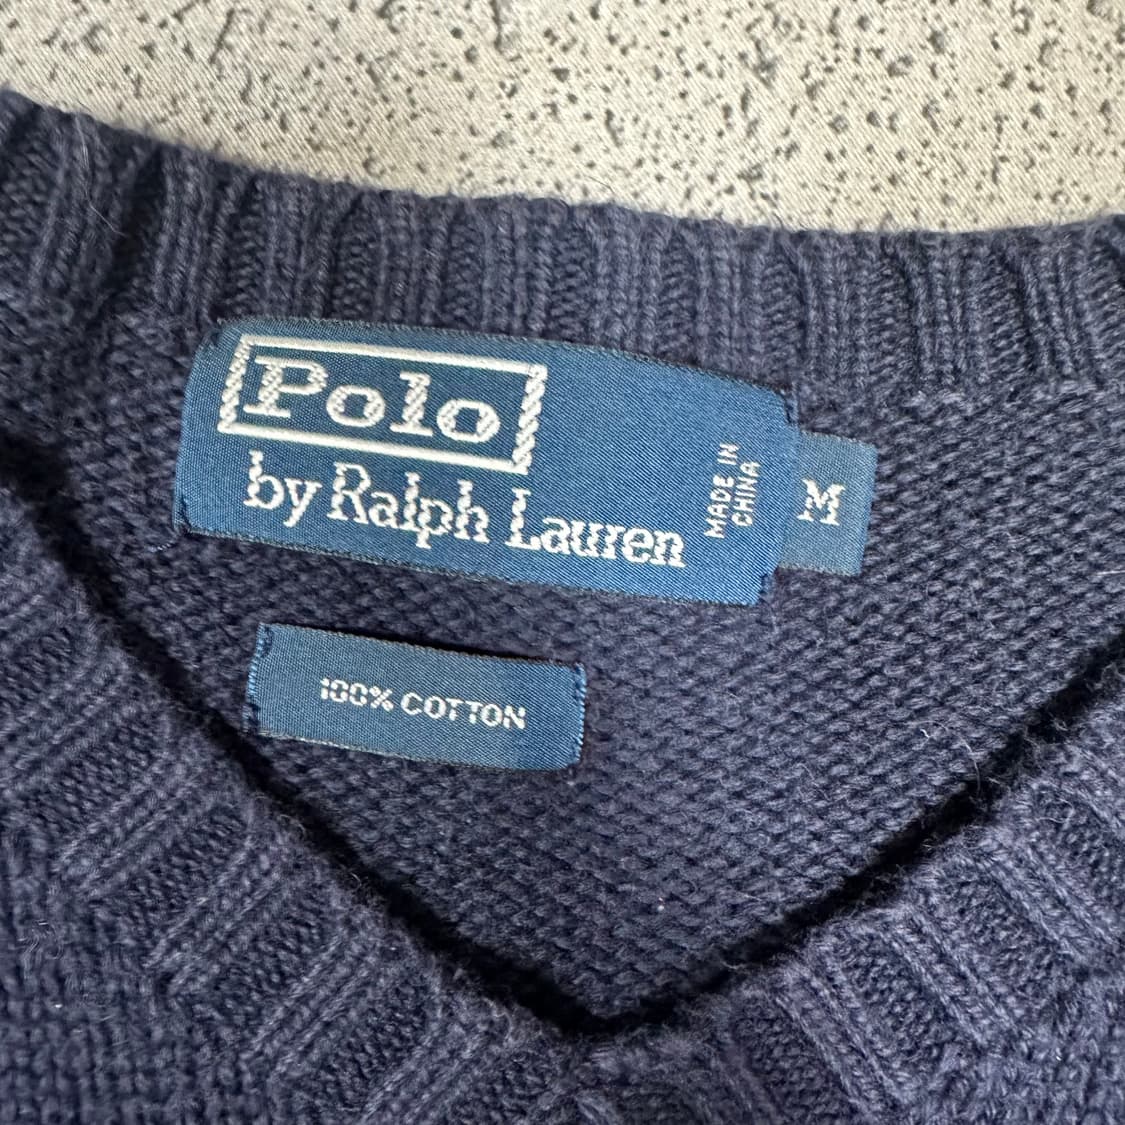 Polo
by Ralph Lauren
MADE IN
CHINA
M
100% COTTON